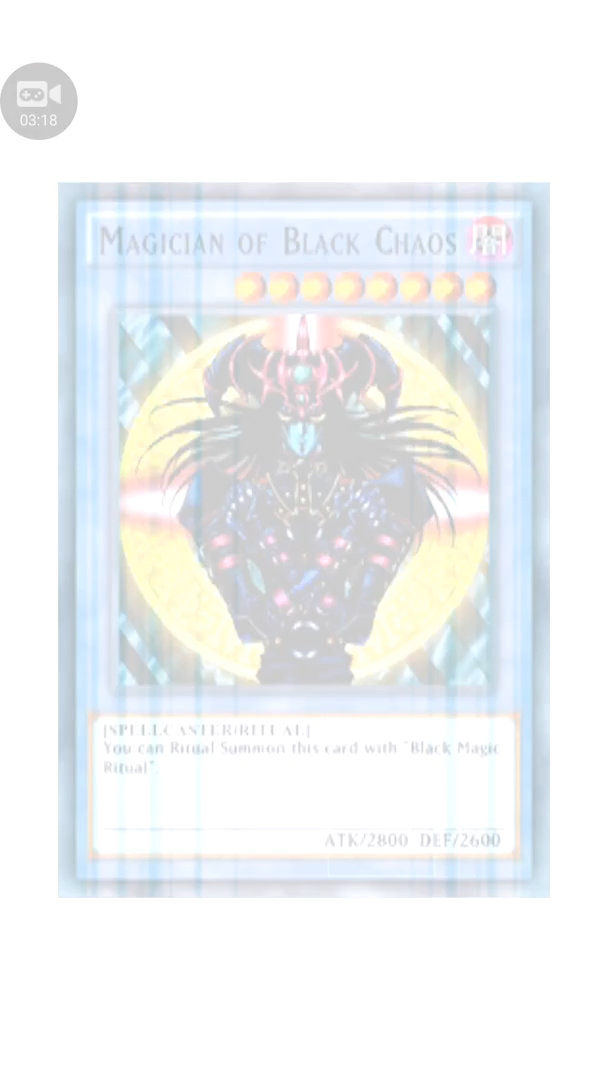 03:18
MAGICIAN OF BLACK CHAOS 闇
[SPELLCASTER/RITUAL]
You can Ritual Summon this card with "Black Magic
Ritual".
ATK/2800 DEF/2600